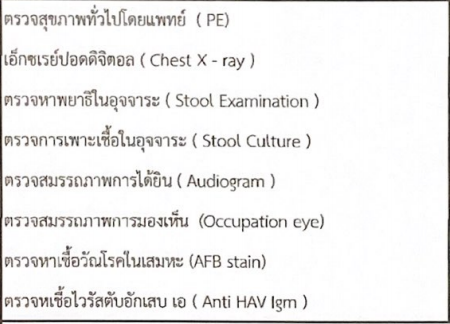 ตรวจสุขภาพทั่วไปโดยแพทย์ ( PE)
เอ็กซเรย์ปอดดิจิตอล ( Chest X - ray )
ตรวจหาพยาธิในอุจจาระ ( Stool Examination )
ตรวจการเพาะเชื้อในอุจจาระ ( Stool Culture )
ตรวจสมรรถภาพการได้ยิน ( Audiogram )
ตรวจสมรรถภาพการมองเห็น (Occupation eye)
ตรวจหาเชื้อวัณโรคในเสมหะ (AFB stain)
ตรวจหเชื้อไวรัสตับอักเสบ เอ ( Anti HAV Igm )